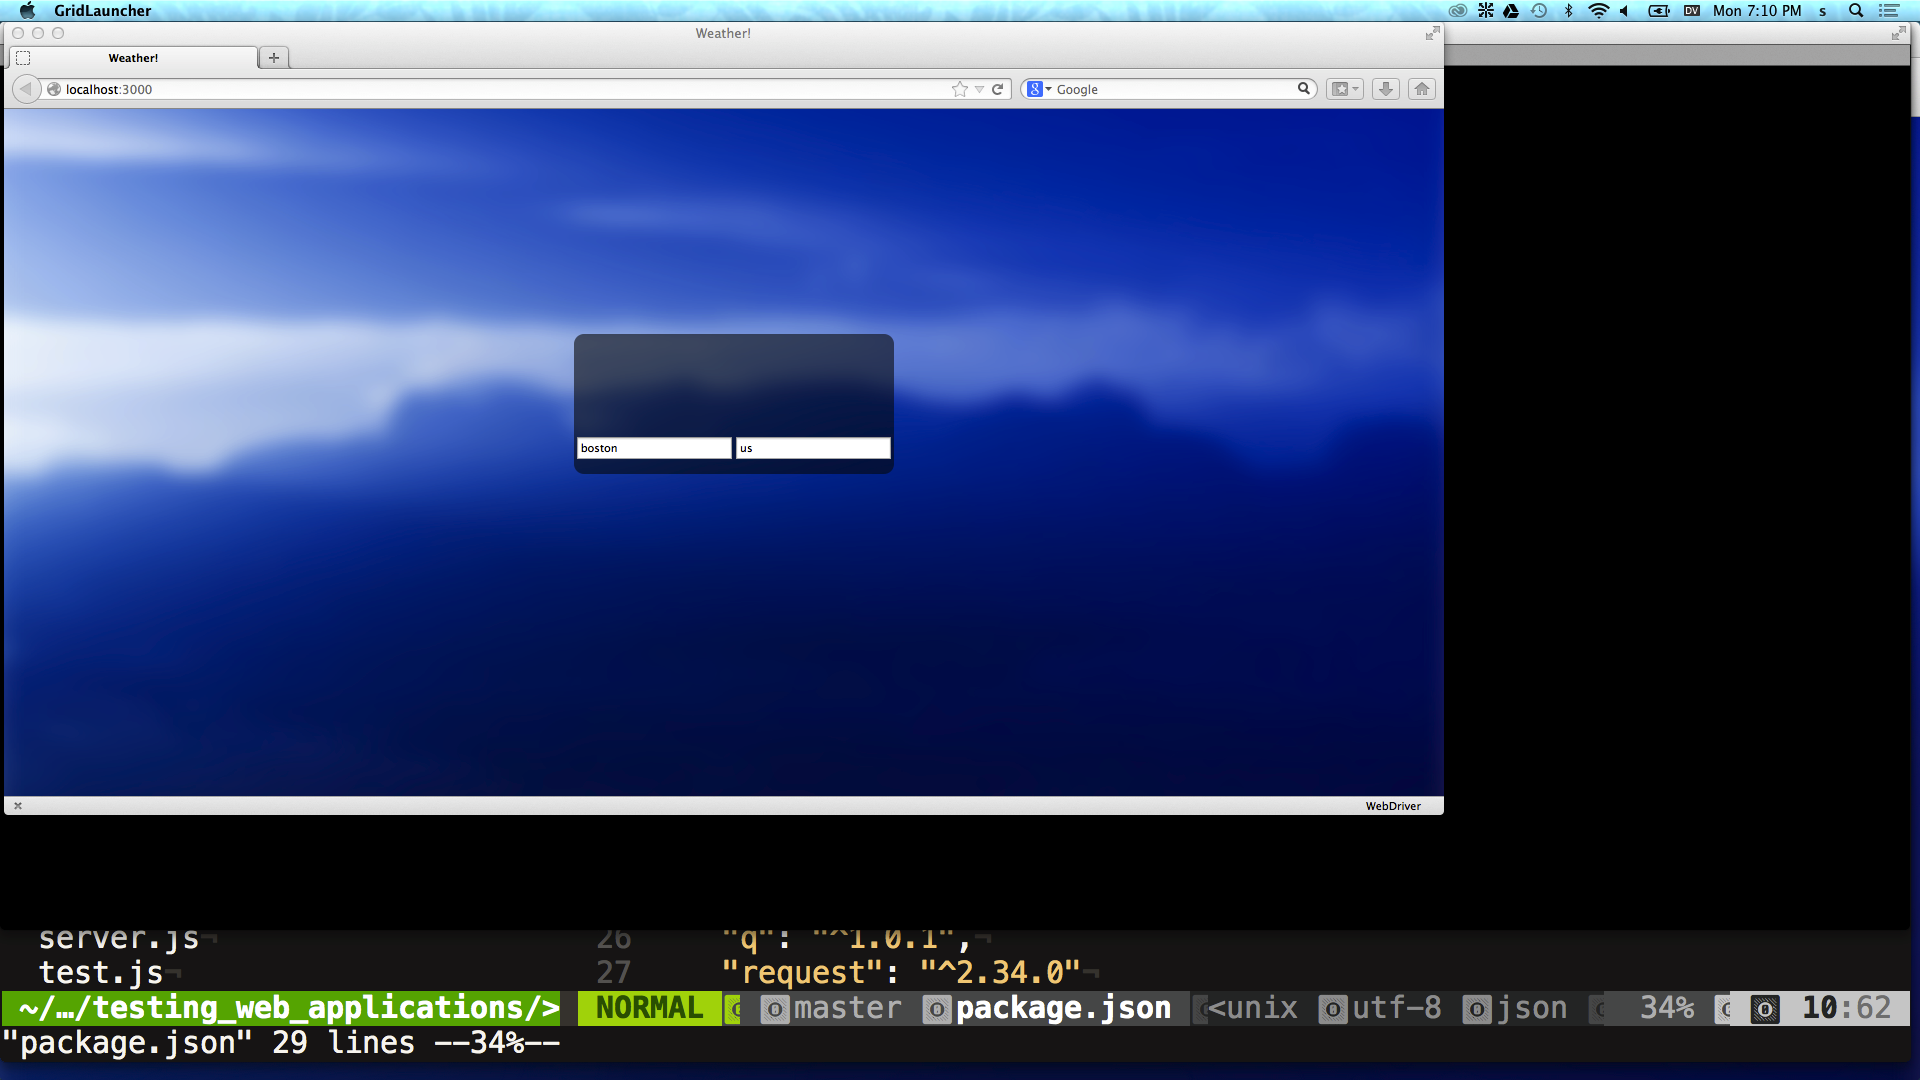 GridLauncher
DV Mon 7:10 PM s
Weather!
Weather!
localhost:3000
8 Google
boston us
WebDriver
server.js¬ 26 "q": "^1.0.1",¬
test.js¬ 27 "request": "^2.34.0"¬
~/…/testing_web_applications/> NORMAL master package.json <unix utf-8 json 34% 10:62
"package.json" 29 lines --34%--